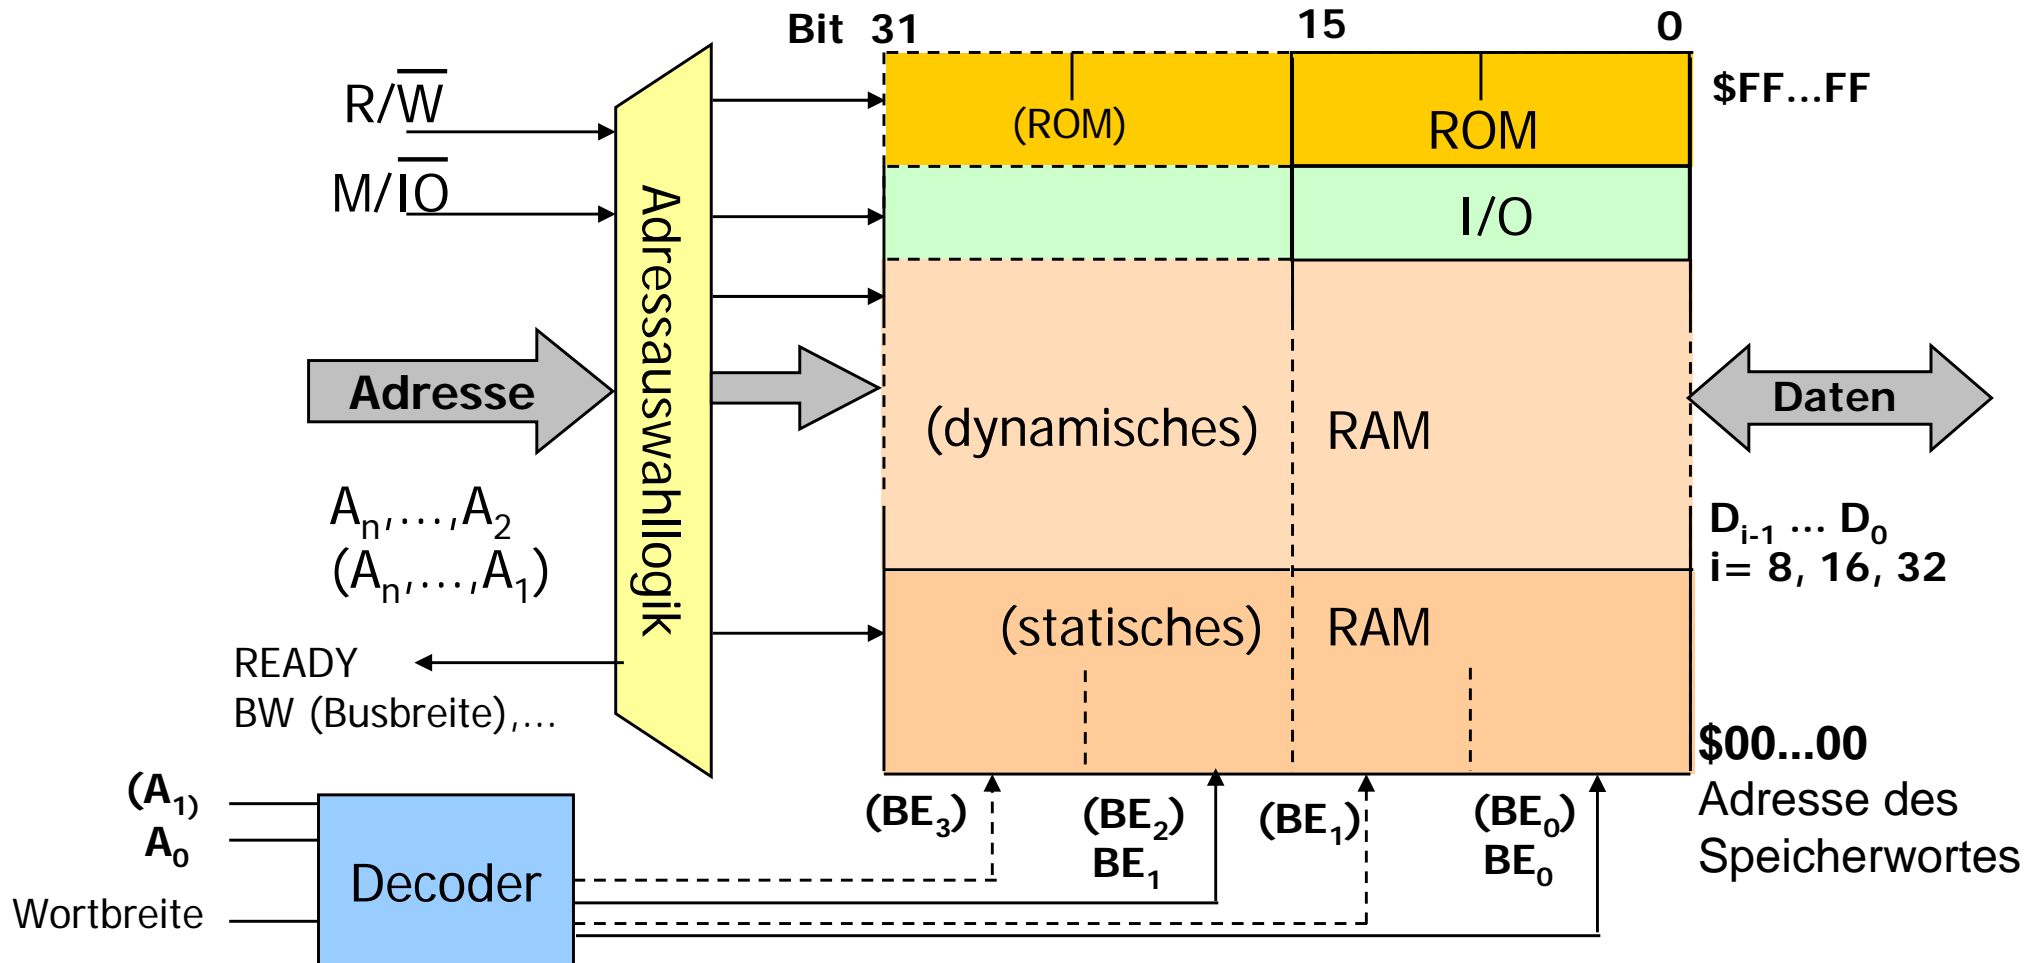 Bit 31 15 0
R/W̅
M/I̅O̅
(ROM) ROM
$FF...FF
I/O
Adressauswahllogik
Adresse
(dynamisches) RAM
Daten
Aₙ,...,A₂
(Aₙ,...,A₁)
D_{i-1} ... D₀
i= 8, 16, 32
(statisches) RAM
READY
BW (Busbreite),...
$00...00
Adresse des
Speicherwortes
(A₁)
A₀
Wortbreite
Decoder
(BE₃)
(BE₂)
BE₁
(BE₁)
(BE₀)
BE₀